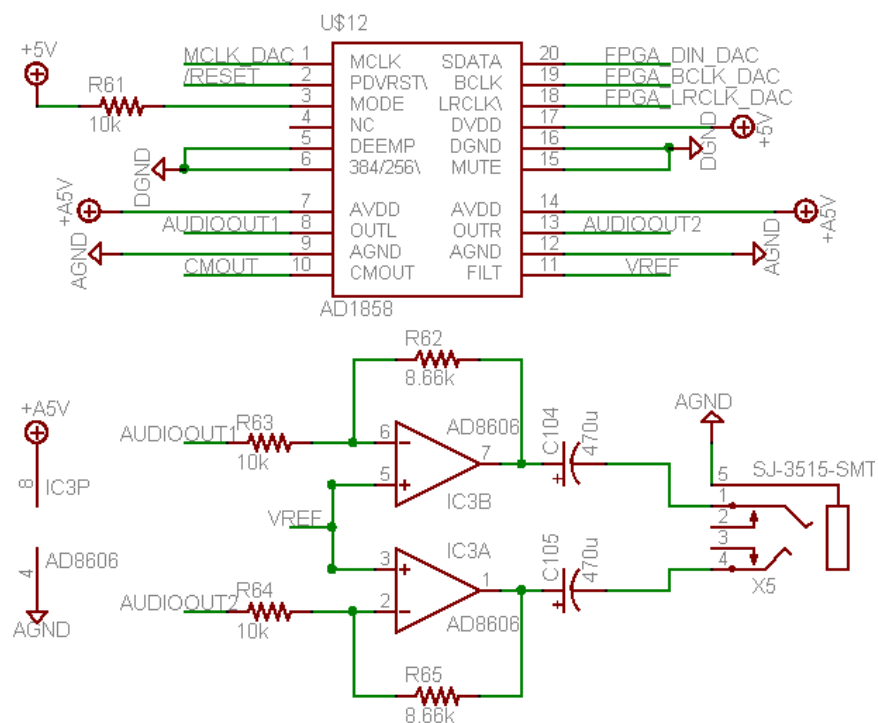 U$12
+5V
R61
10k
MCLK_DAC 1 MCLK SDATA 20 FPGA_DIN_DAC
/RESET 2 PDVRST\ BCLK 19 FPGA_BCLK_DAC
3 MODE LRCLK\ 18 FPGA_LRCLK_DAC
4 NC DVDD 17 +5V
5 DEEMP DGND 16 DGND
DGND 6 384/256\ MUTE 15
+A5V 7 AVDD AVDD 14 +A5V
AUDIOOUT1 8 OUTL OUTR 13 AUDIOOUT2
AGND 9 AGND AGND 12 AGND
CMOUT 10 CMOUT FILT 11 VREF
AD1858
R62
8.66k
+A5V
8
IC3P
4
AD8606
AGND
AUDIOOUT1
R63
10k
6
5
7
AD8606
IC3B
C104
470u
VREF
AGND
SJ-3515-SMT
5
1
2
3
4
X5
IC3A
3
2
1
AD8606
C105
470u
AUDIOOUT2
R64
10k
R65
8.66k